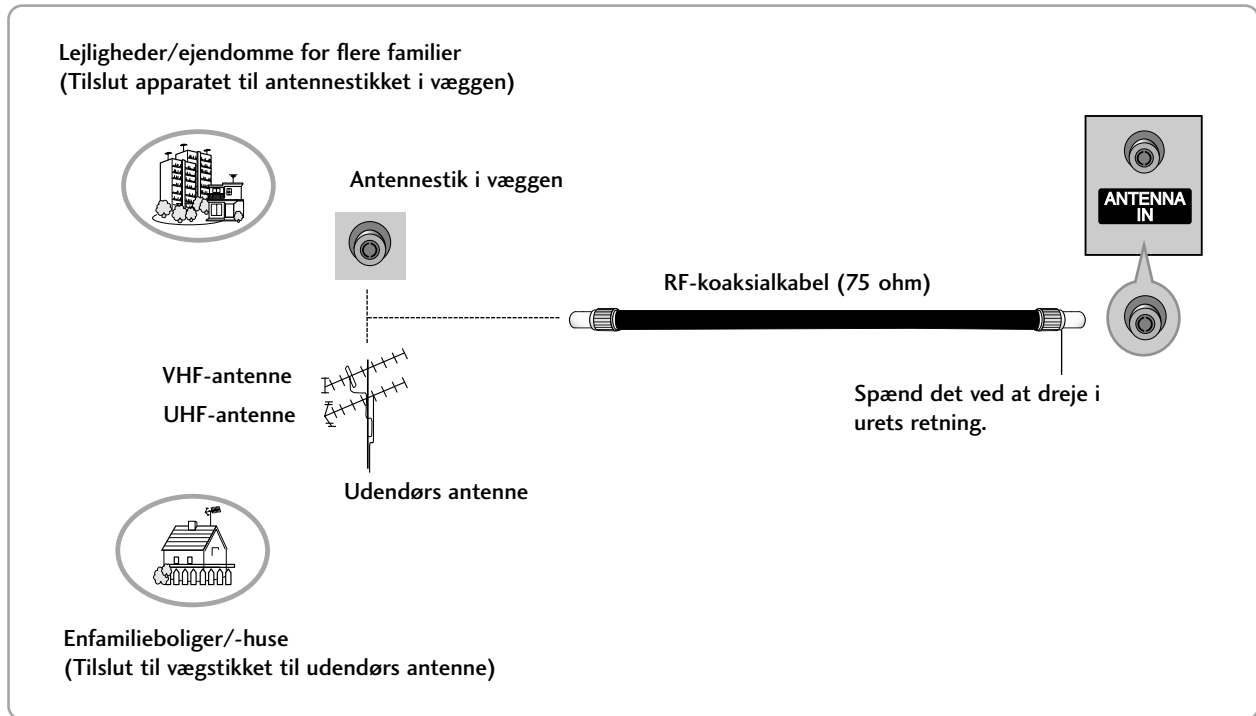 Lejligheder/ejendomme for flere familier
(Tilslut apparatet til antennestikket i væggen)
Antennestik i væggen
ANTENNA
IN
RF-koaksialkabel (75 ohm)
VHF-antenne
UHF-antenne
Spænd det ved at dreje i
urets retning.
Udendørs antenne
Enfamilieboliger/-huse
(Tilslut til vægstikket til udendørs antenne)